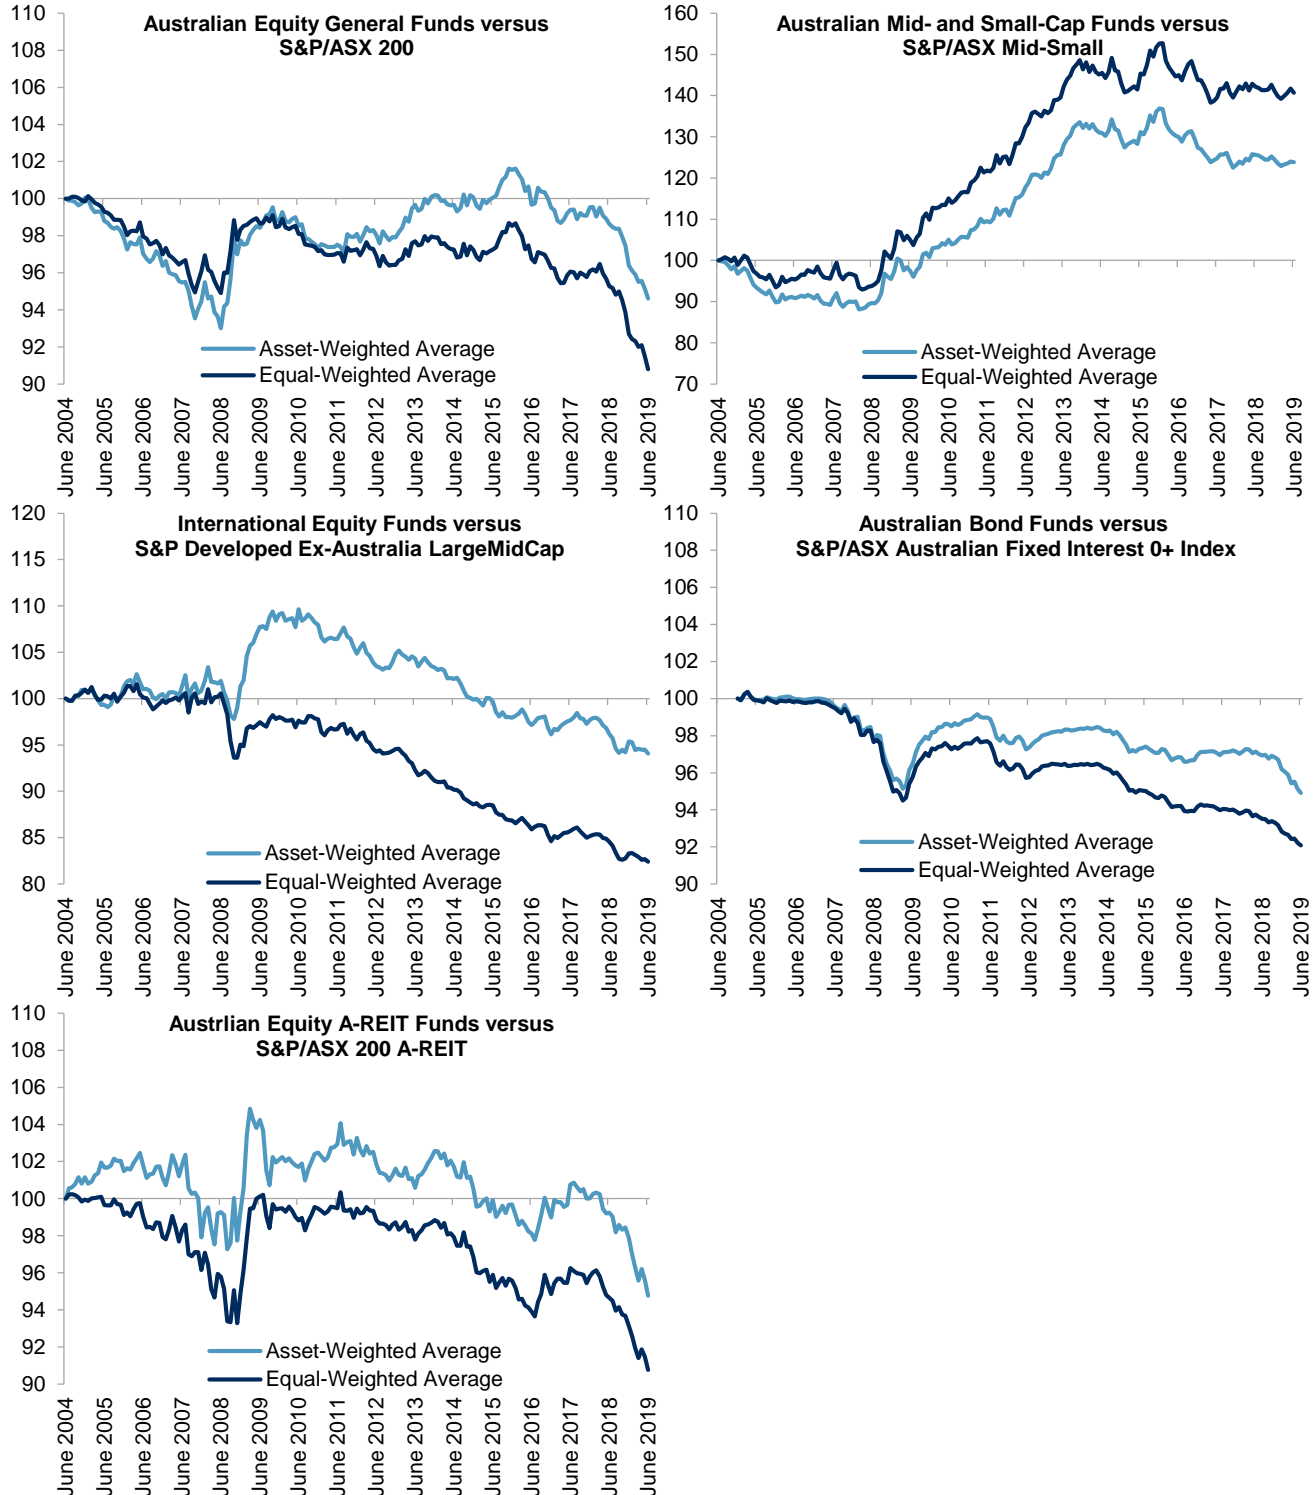 Australian Equity General Funds versus
S&P/ASX 200
110
108
106
104
102
100
98
96
94
92
90
Asset-Weighted Average
Equal-Weighted Average
June 2004
June 2005
June 2006
June 2007
June 2008
June 2009
June 2010
June 2011
June 2012
June 2013
June 2014
June 2015
June 2016
June 2017
June 2018
June 2019
Australian Mid- and Small-Cap Funds versus
S&P/ASX Mid-Small
160
150
140
130
120
110
100
90
80
70
Asset-Weighted Average
Equal-Weighted Average
June 2004
June 2005
June 2006
June 2007
June 2008
June 2009
June 2010
June 2011
June 2012
June 2013
June 2014
June 2015
June 2016
June 2017
June 2018
June 2019
International Equity Funds versus
S&P Developed Ex-Australia LargeMidCap
120
115
110
105
100
95
90
85
80
Asset-Weighted Average
Equal-Weighted Average
June 2004
June 2005
June 2006
June 2007
June 2008
June 2009
June 2010
June 2011
June 2012
June 2013
June 2014
June 2015
June 2016
June 2017
June 2018
June 2019
Australian Bond Funds versus
S&P/ASX Australian Fixed Interest 0+ Index
110
108
106
104
102
100
98
96
94
92
90
Asset-Weighted Average
Equal-Weighted Average
June 2004
June 2005
June 2006
June 2007
June 2008
June 2009
June 2010
June 2011
June 2012
June 2013
June 2014
June 2015
June 2016
June 2017
June 2018
June 2019
Austrlian Equity A-REIT Funds versus
S&P/ASX 200 A-REIT
110
108
106
104
102
100
98
96
94
92
90
Asset-Weighted Average
Equal-Weighted Average
June 2004
June 2005
June 2006
June 2007
June 2008
June 2009
June 2010
June 2011
June 2012
June 2013
June 2014
June 2015
June 2016
June 2017
June 2018
June 2019